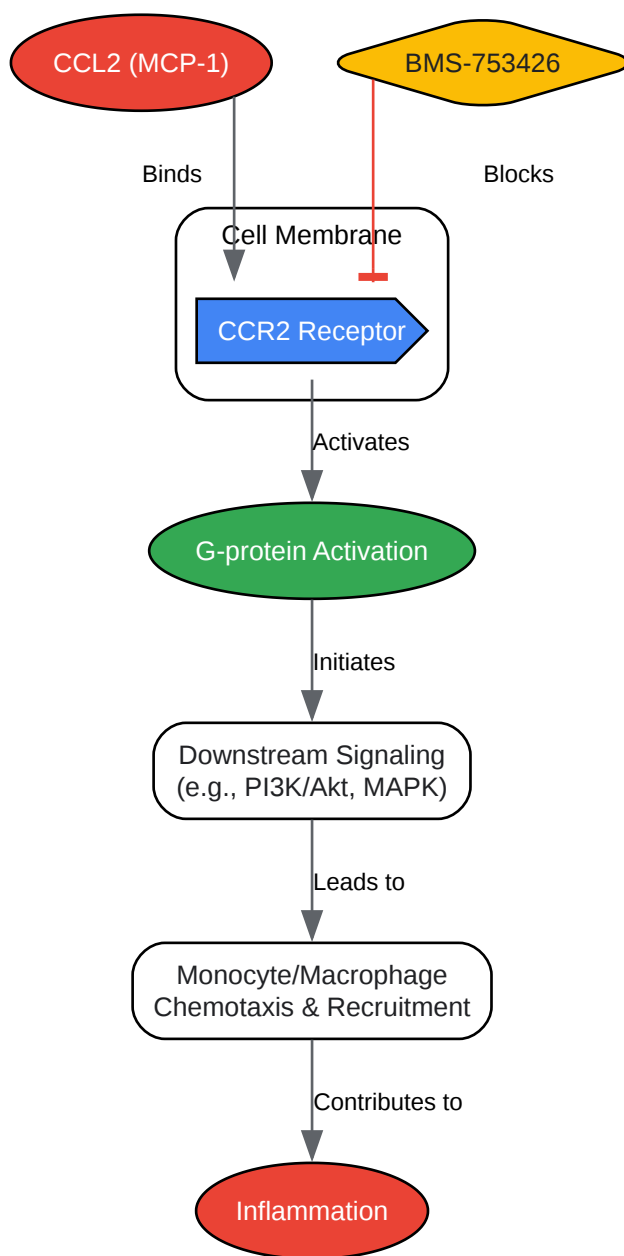 CCL2 (MCP-1)
BMS-753426
Binds
Blocks
Cell Membrane
CCR2 Receptor
Activates
G-protein Activation
Initiates
Downstream Signaling
(e.g., PI3K/Akt, MAPK)
Leads to
Monocyte/Macrophage
Chemotaxis & Recruitment
Contributes to
Inflammation